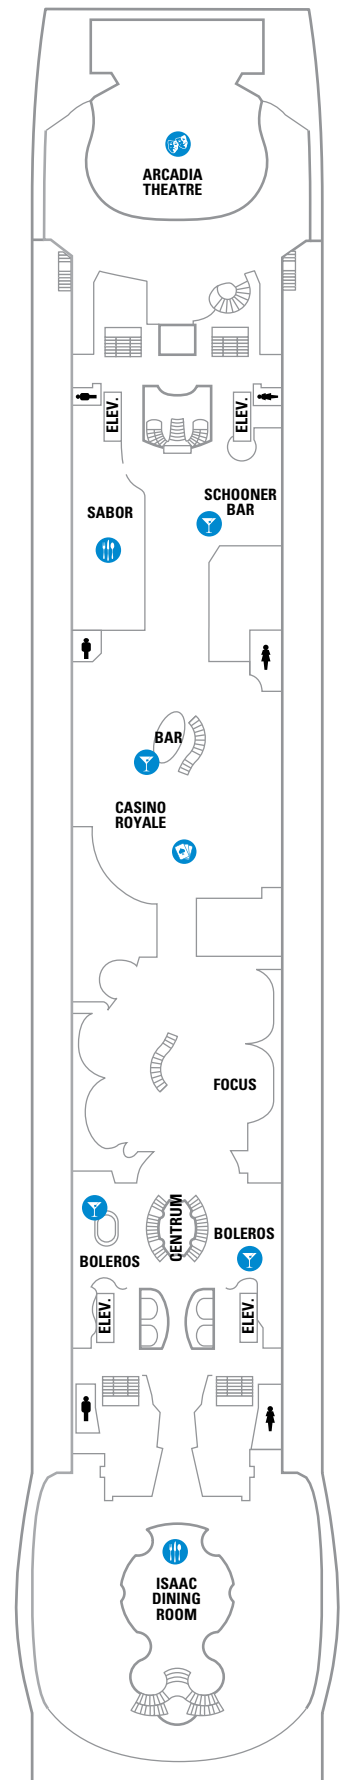 ARCADIA
THEATRE
ELEV.
ELEV.
SCHOONER
BAR
SABOR
BAR
CASINO
ROYALE
FOCUS
CENTRUM
BOLEROS
BOLEROS
ELEV.
ELEV.
ISAAC
DINING
ROOM